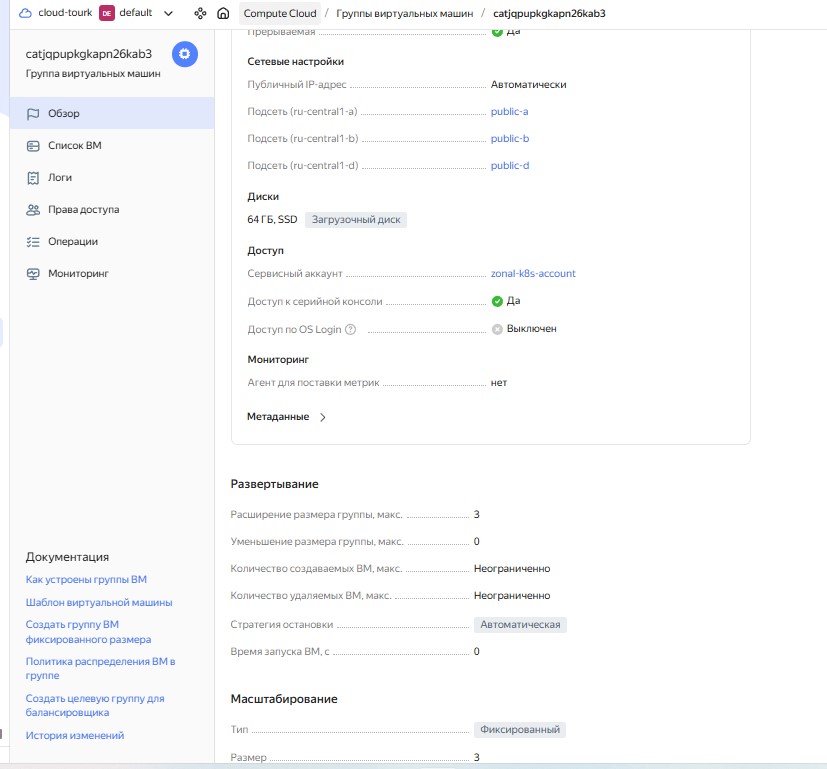 cloud-tourk DE default Compute Cloud / Группы виртуальных машин / catjqpupkgkapn26kab3
catjqpupkgkapn26kab3
Группа виртуальных машин
Обзор
Список ВМ
Логи
Права доступа
Операции
Мониторинг
Документация
Как устроены группы ВМ
Шаблон виртуальной машины
Создать группу ВМ
фиксированного размера
Политика распределения ВМ в
группе
Создать целевую группу для
балансировщика
История изменений
Прерываемая Да
Сетевые настройки
Публичный IP-адрес Автоматически
Подсеть (ru-central1-a) public-a
Подсеть (ru-central1-b) public-b
Подсеть (ru-central1-d) public-d
Диски
64 ГБ, SSD Загрузочный диск
Доступ
Сервисный аккаунт zonal-k8s-account
Доступ к серийной консоли Да
Доступ по OS Login Выключен
Мониторинг
Агент для поставки метрик нет
Метаданные
Развертывание
Расширение размера группы, макс. 3
Уменьшение размера группы, макс. 0
Количество создаваемых ВМ, макс. Неограниченно
Количество удаляемых ВМ, макс. Неограниченно
Стратегия остановки Автоматическая
Время запуска ВМ, с 0
Масштабирование
Тип Фиксированный
Размер 3